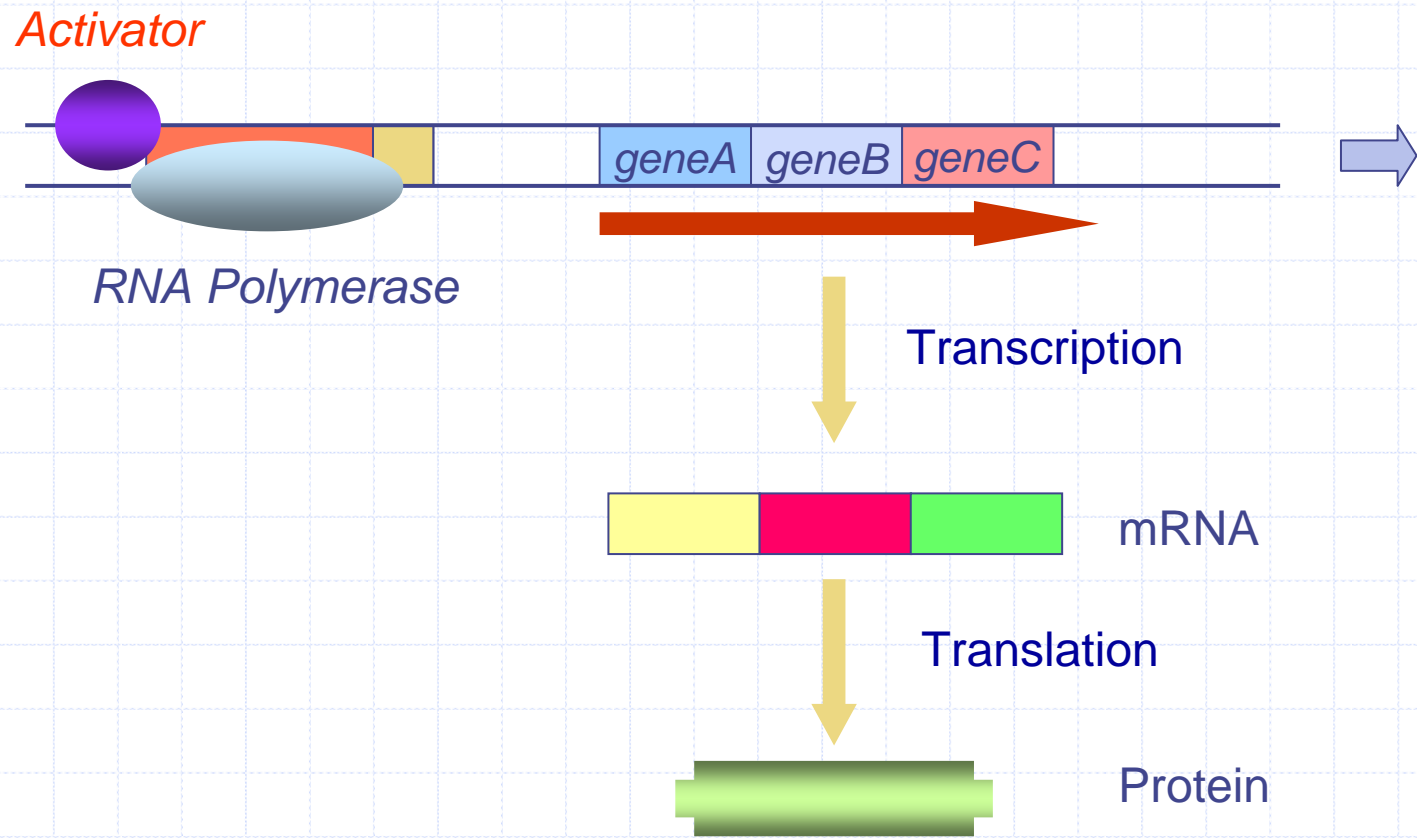 Activator
geneA geneB geneC
RNA Polymerase
Transcription
mRNA
Translation
Protein